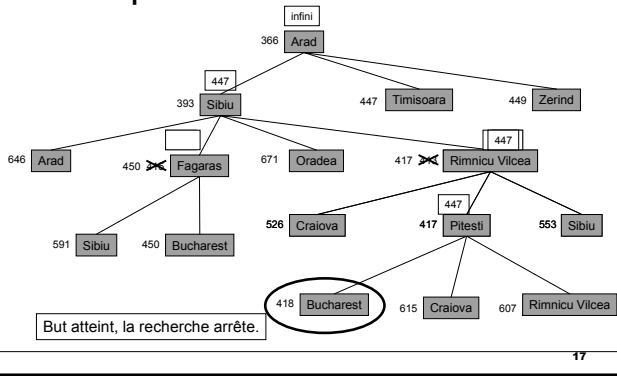 infini
366 Arad
447
393 Sibiu
447 Timisoara
449 Zerind
646 Arad
450 Fagaras
671 Oradea
447
417 Rimnicu Vilcea
591 Sibiu
450 Bucharest
526 Craiova
447
417 Pitesti
553 Sibiu
418 Bucharest
615 Craiova
607 Rimnicu Vilcea
But atteint, la recherche arrête.
17